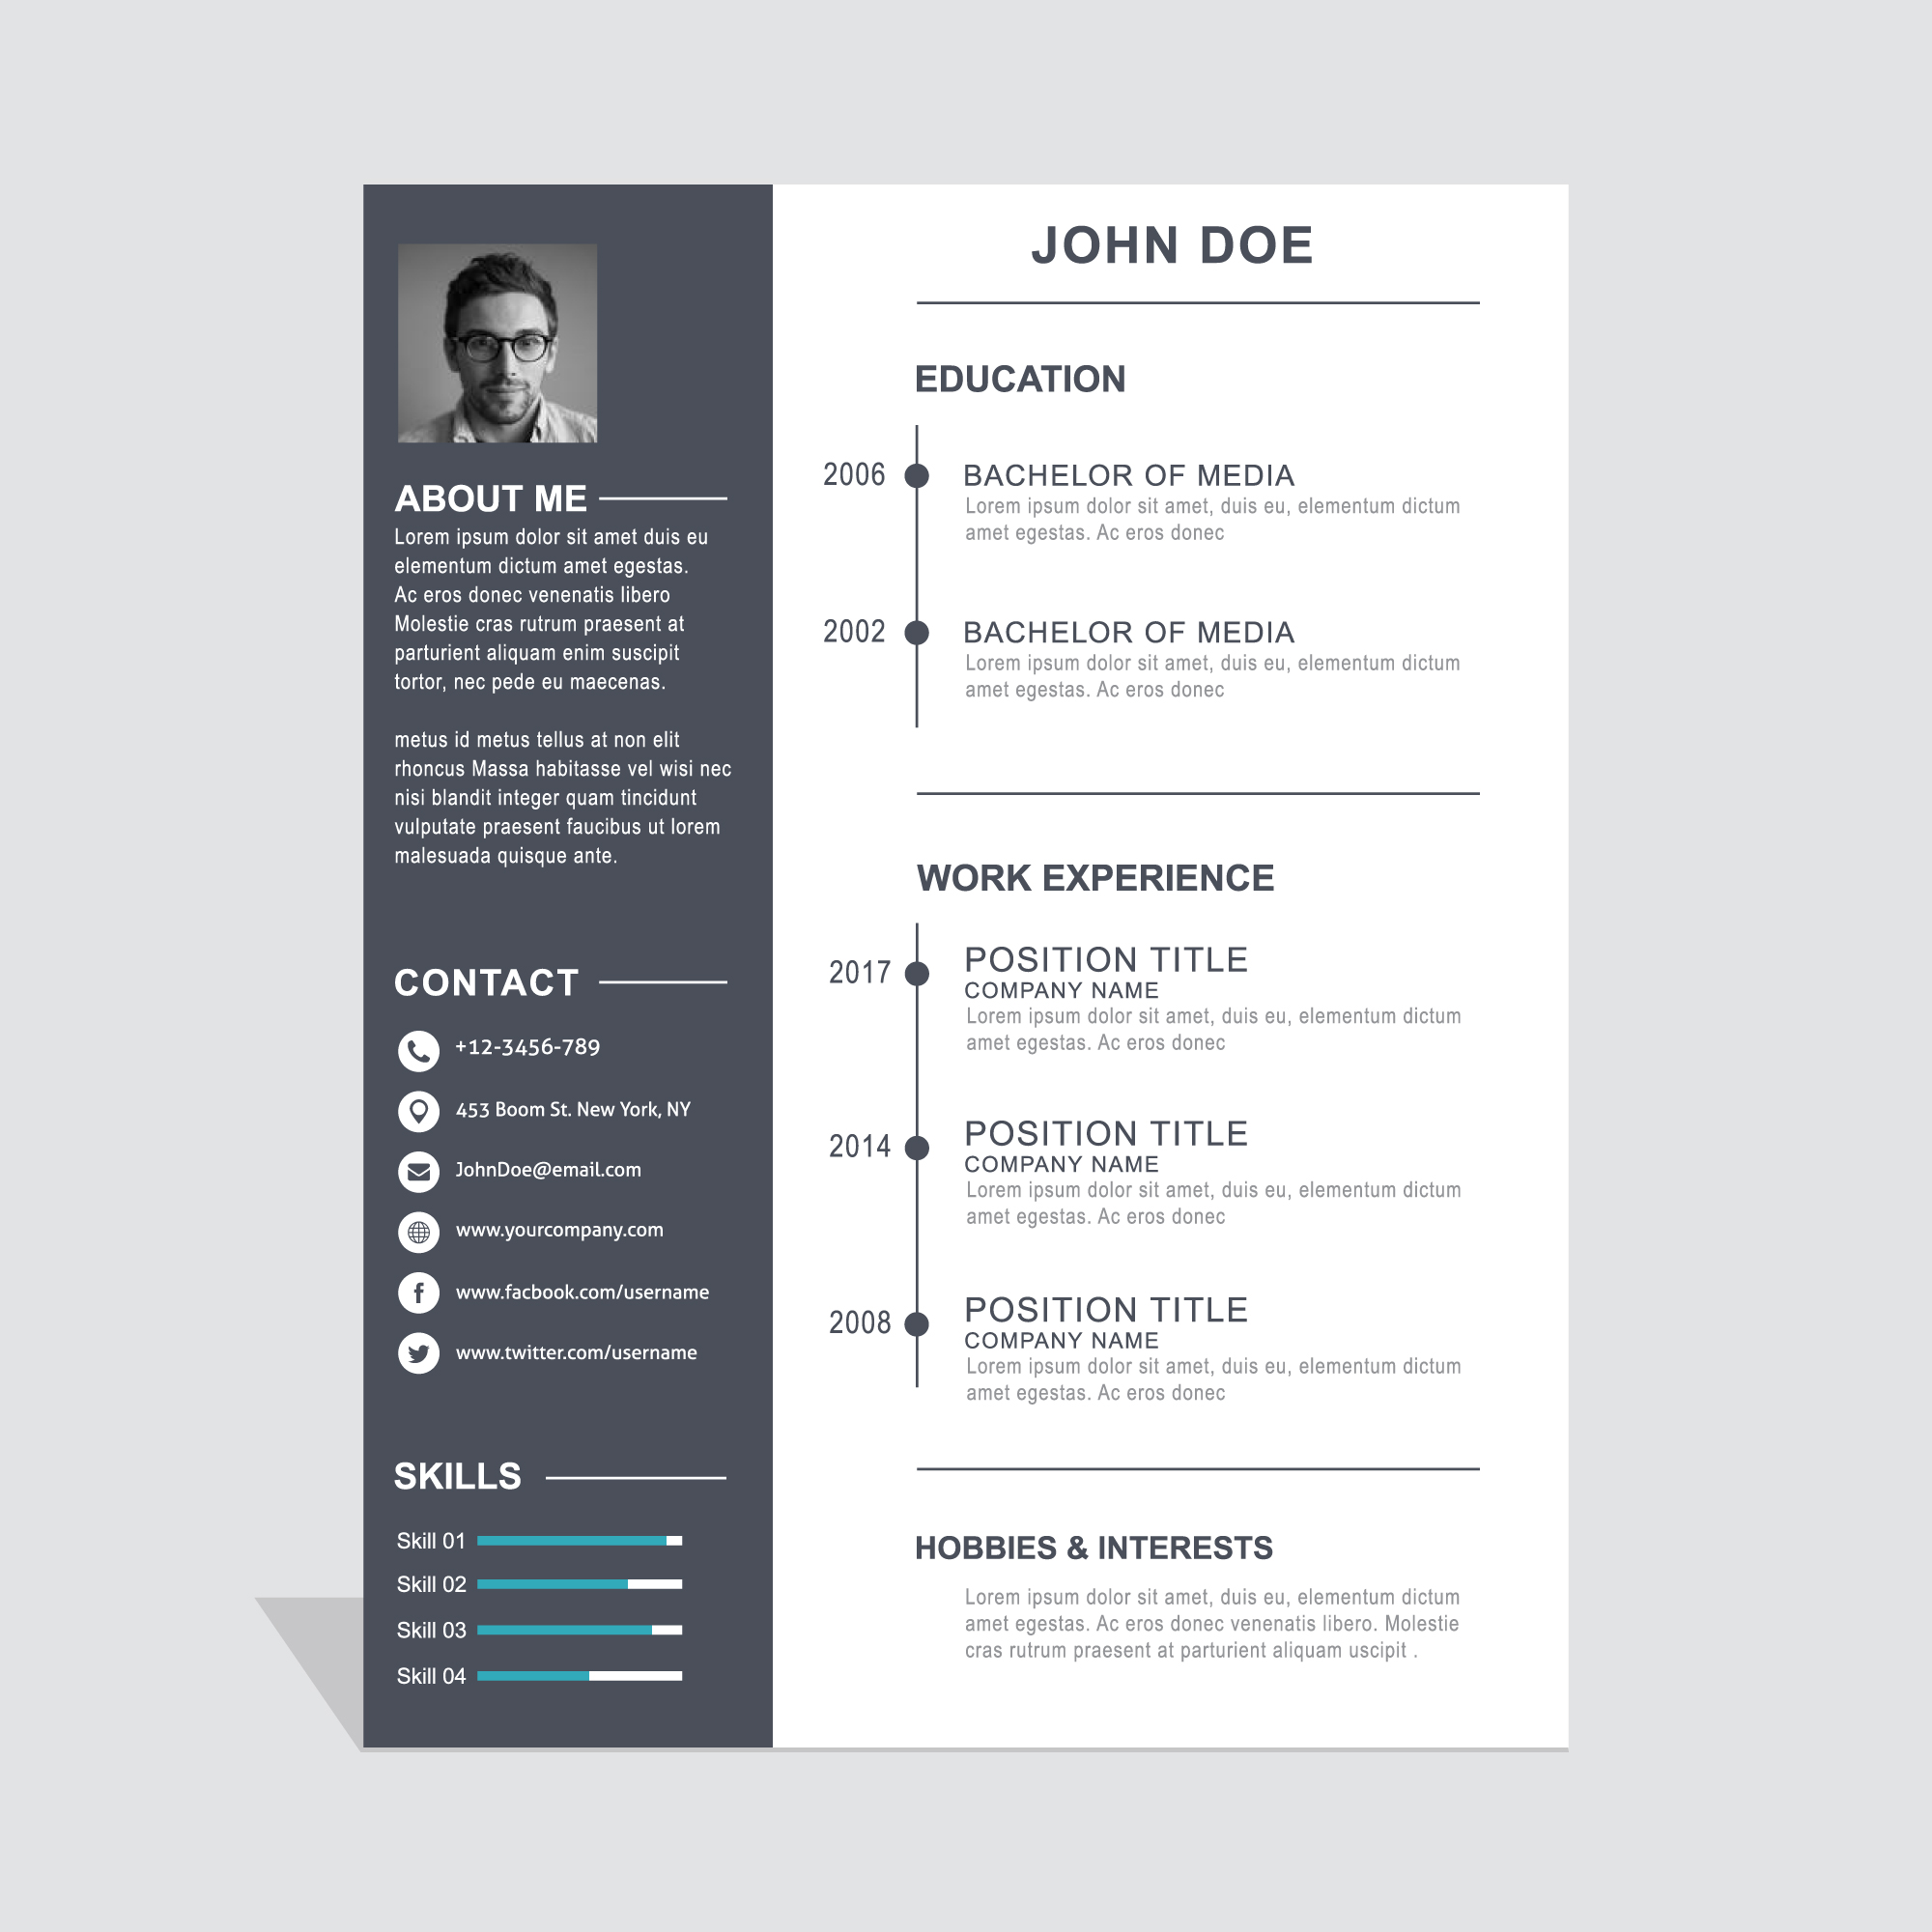 ABOUT ME
Lorem ipsum dolor sit amet duis eu
elementum dictum amet egestas.
Ac eros donec venenatis libero
Molestie cras rutrum praesent at
parturient aliquam enim suscipit
tortor, nec pede eu maecenas.
metus id metus tellus at non elit
rhoncus Massa habitasse vel wisi nec
nisi blandit integer quam tincidunt
vulputate praesent faucibus ut lorem
malesuada quisque ante.
CONTACT
+12-3456-789
453 Boom St. New York, NY
JohnDoe@email.com
www.yourcompany.com
www.facbook.com/username
www.twitter.com/username
SKILLS
Skill 01
Skill 02
Skill 03
Skill 04
JOHN DOE
EDUCATION
2006 BACHELOR OF MEDIA
Lorem ipsum dolor sit amet, duis eu, elementum dictum
amet egestas. Ac eros donec
2002 BACHELOR OF MEDIA
Lorem ipsum dolor sit amet, duis eu, elementum dictum
amet egestas. Ac eros donec
WORK EXPERIENCE
2017 POSITION TITLE
COMPANY NAME
Lorem ipsum dolor sit amet, duis eu, elementum dictum
amet egestas. Ac eros donec
2014 POSITION TITLE
COMPANY NAME
Lorem ipsum dolor sit amet, duis eu, elementum dictum
amet egestas. Ac eros donec
2008 POSITION TITLE
COMPANY NAME
Lorem ipsum dolor sit amet, duis eu, elementum dictum
amet egestas. Ac eros donec
HOBBIES & INTERESTS
Lorem ipsum dolor sit amet, duis eu, elementum dictum
amet egestas. Ac eros donec venenatis libero. Molestie
cras rutrum praesent at parturient aliquam uscipit .